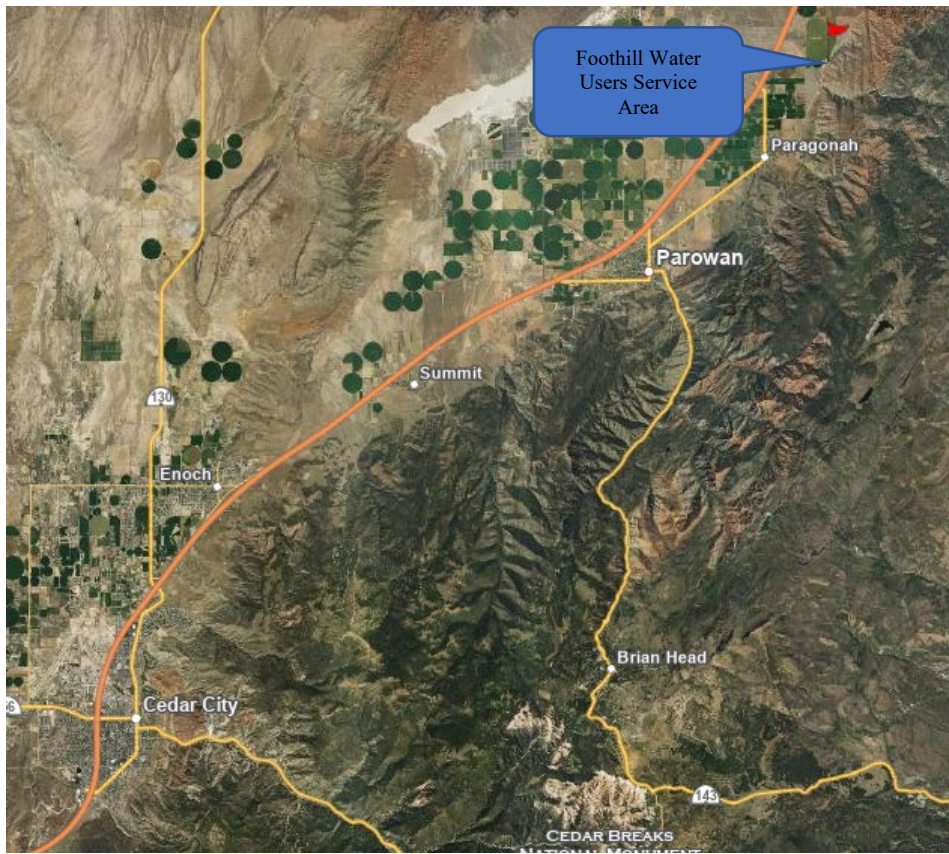 Foothill Water
Users Service
Area
Paragonah
Parowan
Summit
130
Enoch
Brian Head
56
Cedar City
143
CEDAR BREAKS
NATIONAL MONUMENT